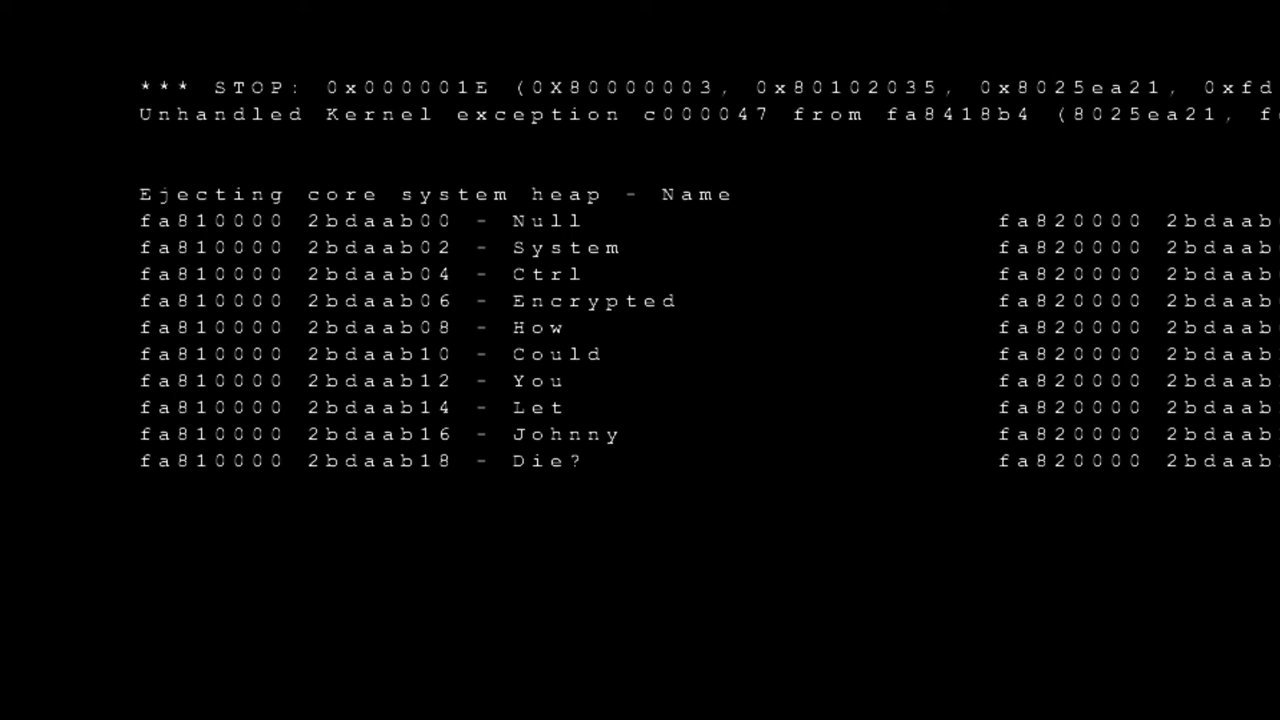 *** STOP: 0x000001E (0X80000003, 0x80102035, 0x8025ea21, 0xfd
Unhandled Kernel exception c000047 from fa8418b4 (8025ea21, f
Ejecting core system heap - Name
fa810000 2bdaab00 - Null fa820000 2bdaab
fa810000 2bdaab02 - System fa820000 2bdaab
fa810000 2bdaab04 - Ctrl fa820000 2bdaab
fa810000 2bdaab06 - Encrypted fa820000 2bdaab
fa810000 2bdaab08 - How fa820000 2bdaab
fa810000 2bdaab10 - Could fa820000 2bdaab
fa810000 2bdaab12 - You fa820000 2bdaab
fa810000 2bdaab14 - Let fa820000 2bdaab
fa810000 2bdaab16 - Johnny fa820000 2bdaab
fa810000 2bdaab18 - Die? fa820000 2bdaab